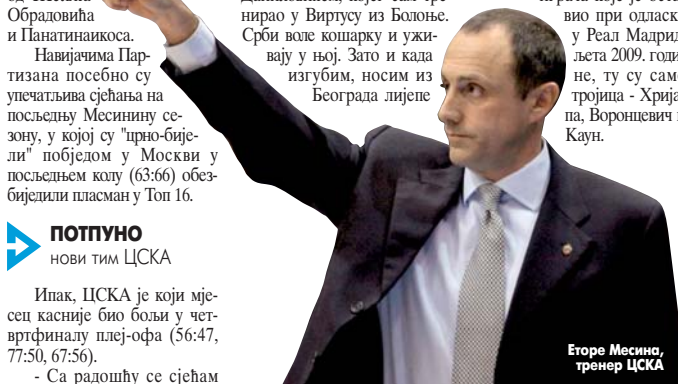 Обрадовића
и Панатинаикоса.
Навијачима Пар-
тизана посебно су
упечатљива сјећања на
посљедњу Месинину се-
зону, у којој су "црно-бије-
ли" побједом у Москви у
посљедњем колу (63:66) обез-
биједили пласман у Топ 16.
ПОТПУНО
нови тим ЦСКА
Ипак, ЦСКА је који мје-
сец касније био бољи у чет-
вртфиналу плеј-офа (56:47,
77:50, 67:56).
- Са радошћу се сјећам
нирао у Виртусу из Болоње.
Срби воле кошарку и ужи-
вају у њој. Зато и када
изгубим, носим из
Београда лијепе
вио при одласк
у Реал Мадрид
љета 2009. годи-
не, ту су сам
тројица - Хрија-
па, Воронцевич
Каун.
Еторе Месина,
тренер ЦСКА